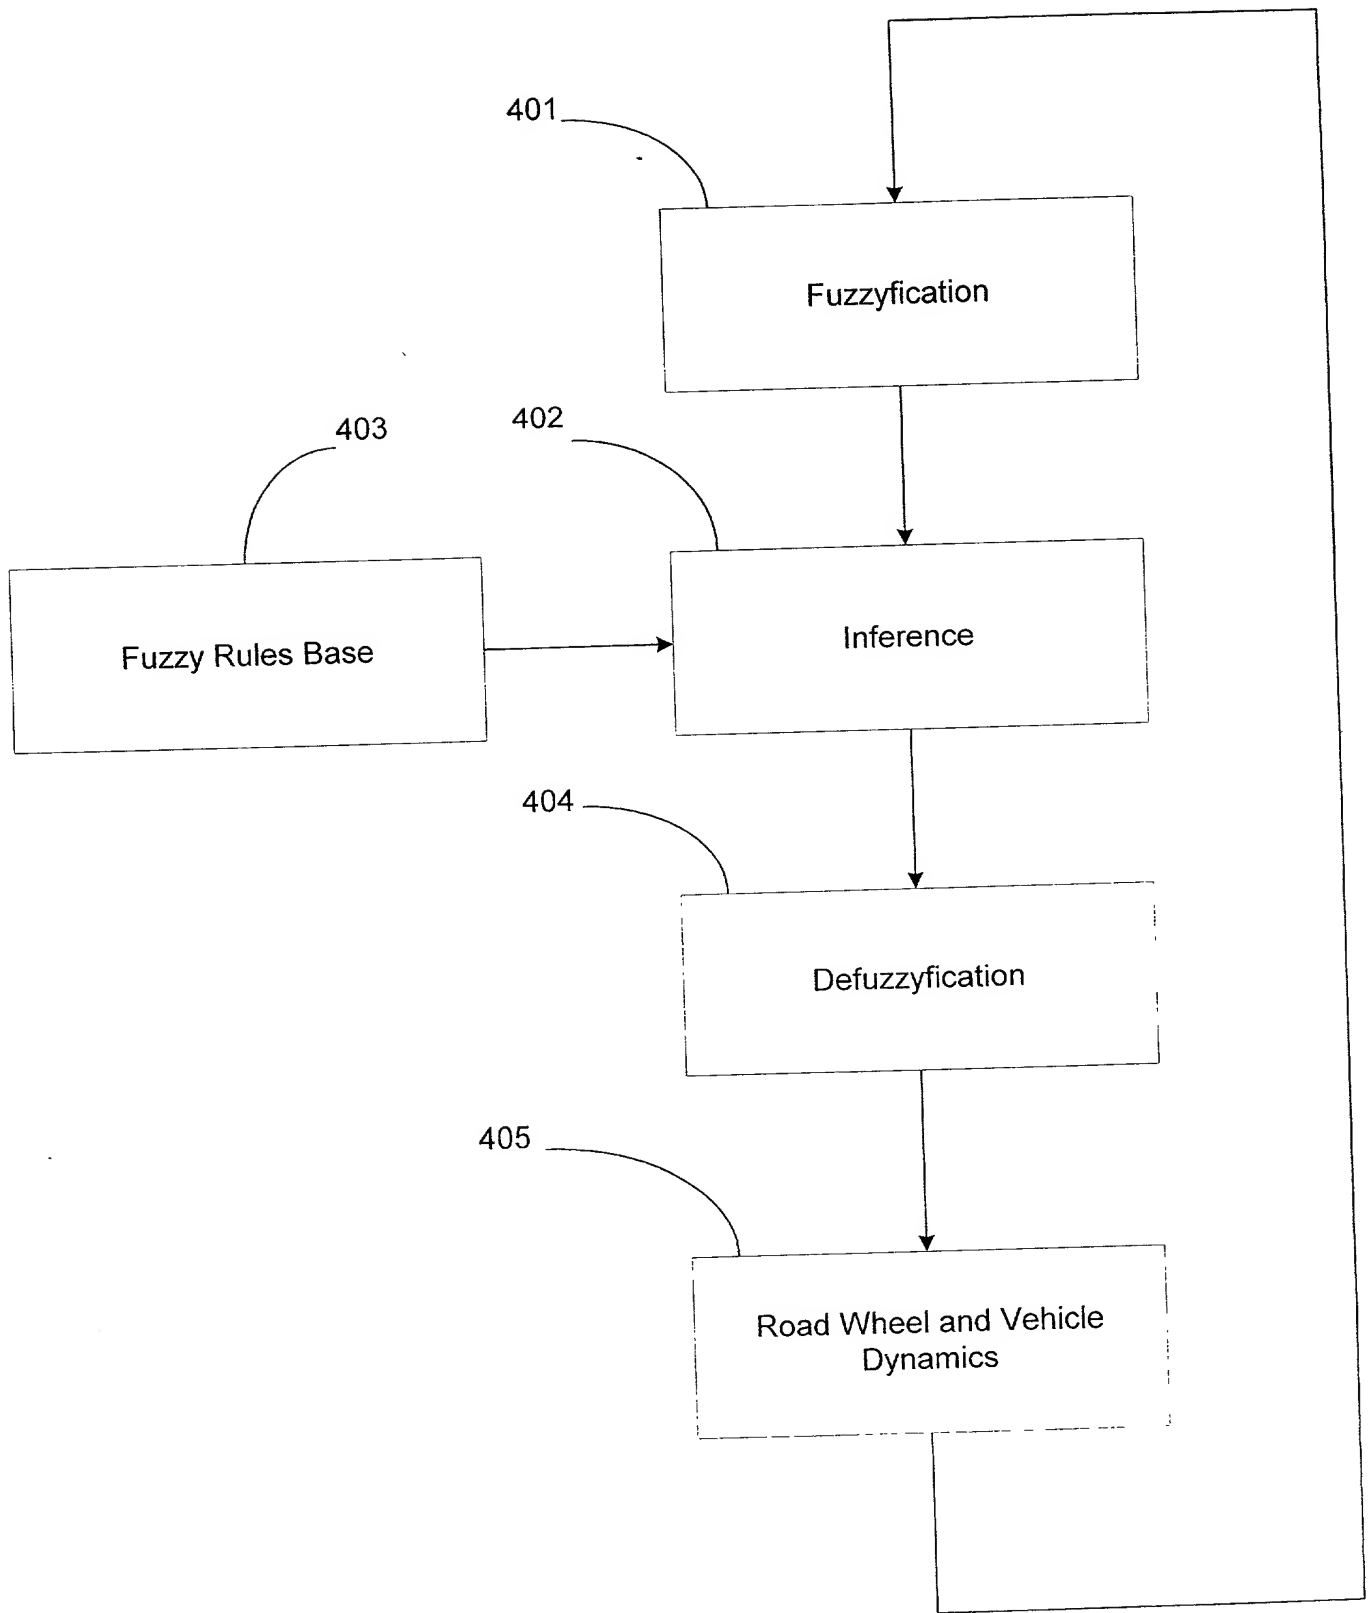 401
Fuzzyfication
403
402
Fuzzy Rules Base
Inference
404
Defuzzyfication
405
Road Wheel and Vehicle
Dynamics